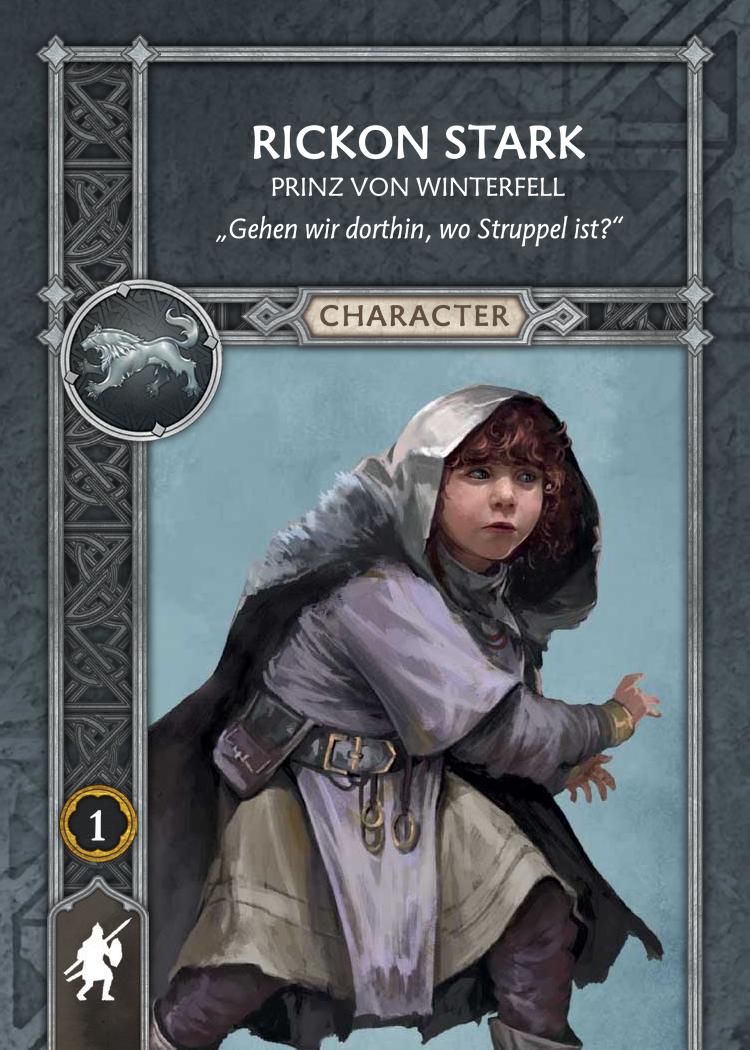 RICKON STARK
PRINZ VON WINTERFELL
„Gehen wir dorthin, wo Struppel ist?“
CHARACTER
1